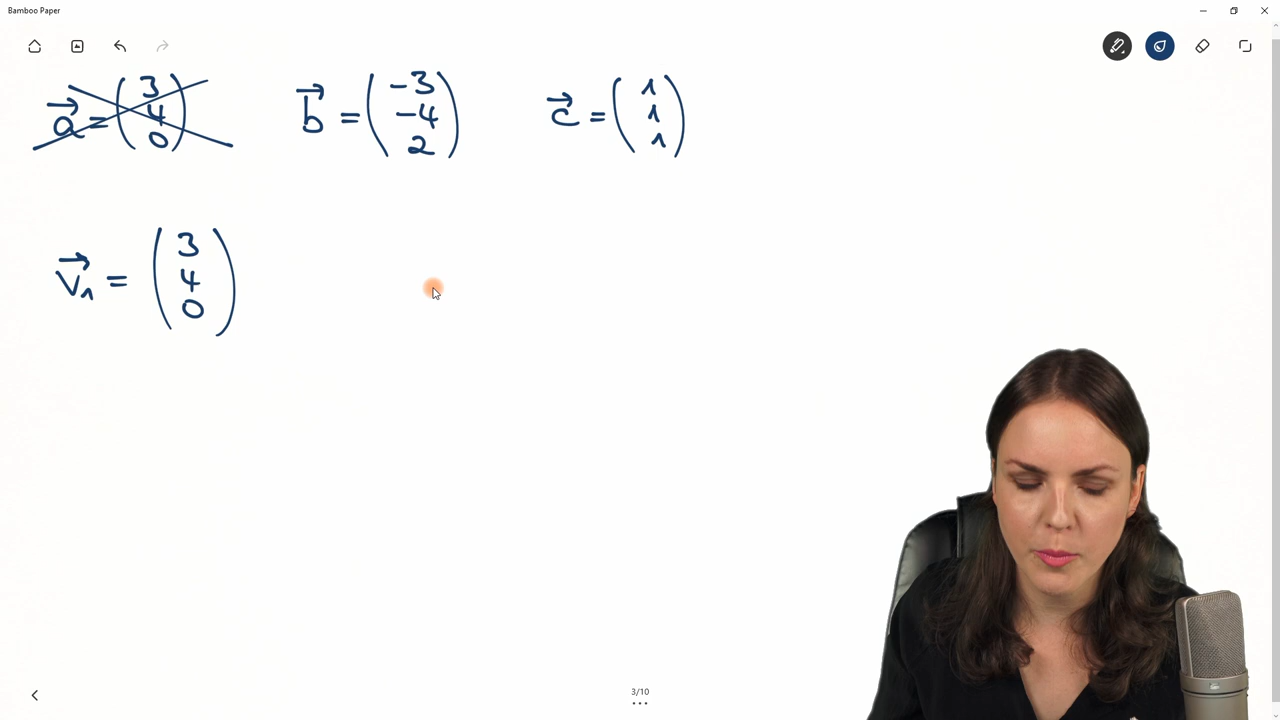 Bamboo Paper
a⃗ = (3 4 0) b⃗ = (-3 -4 2) c⃗ = (1 1 1)
v⃗₁ = (3 4 0)
3/10